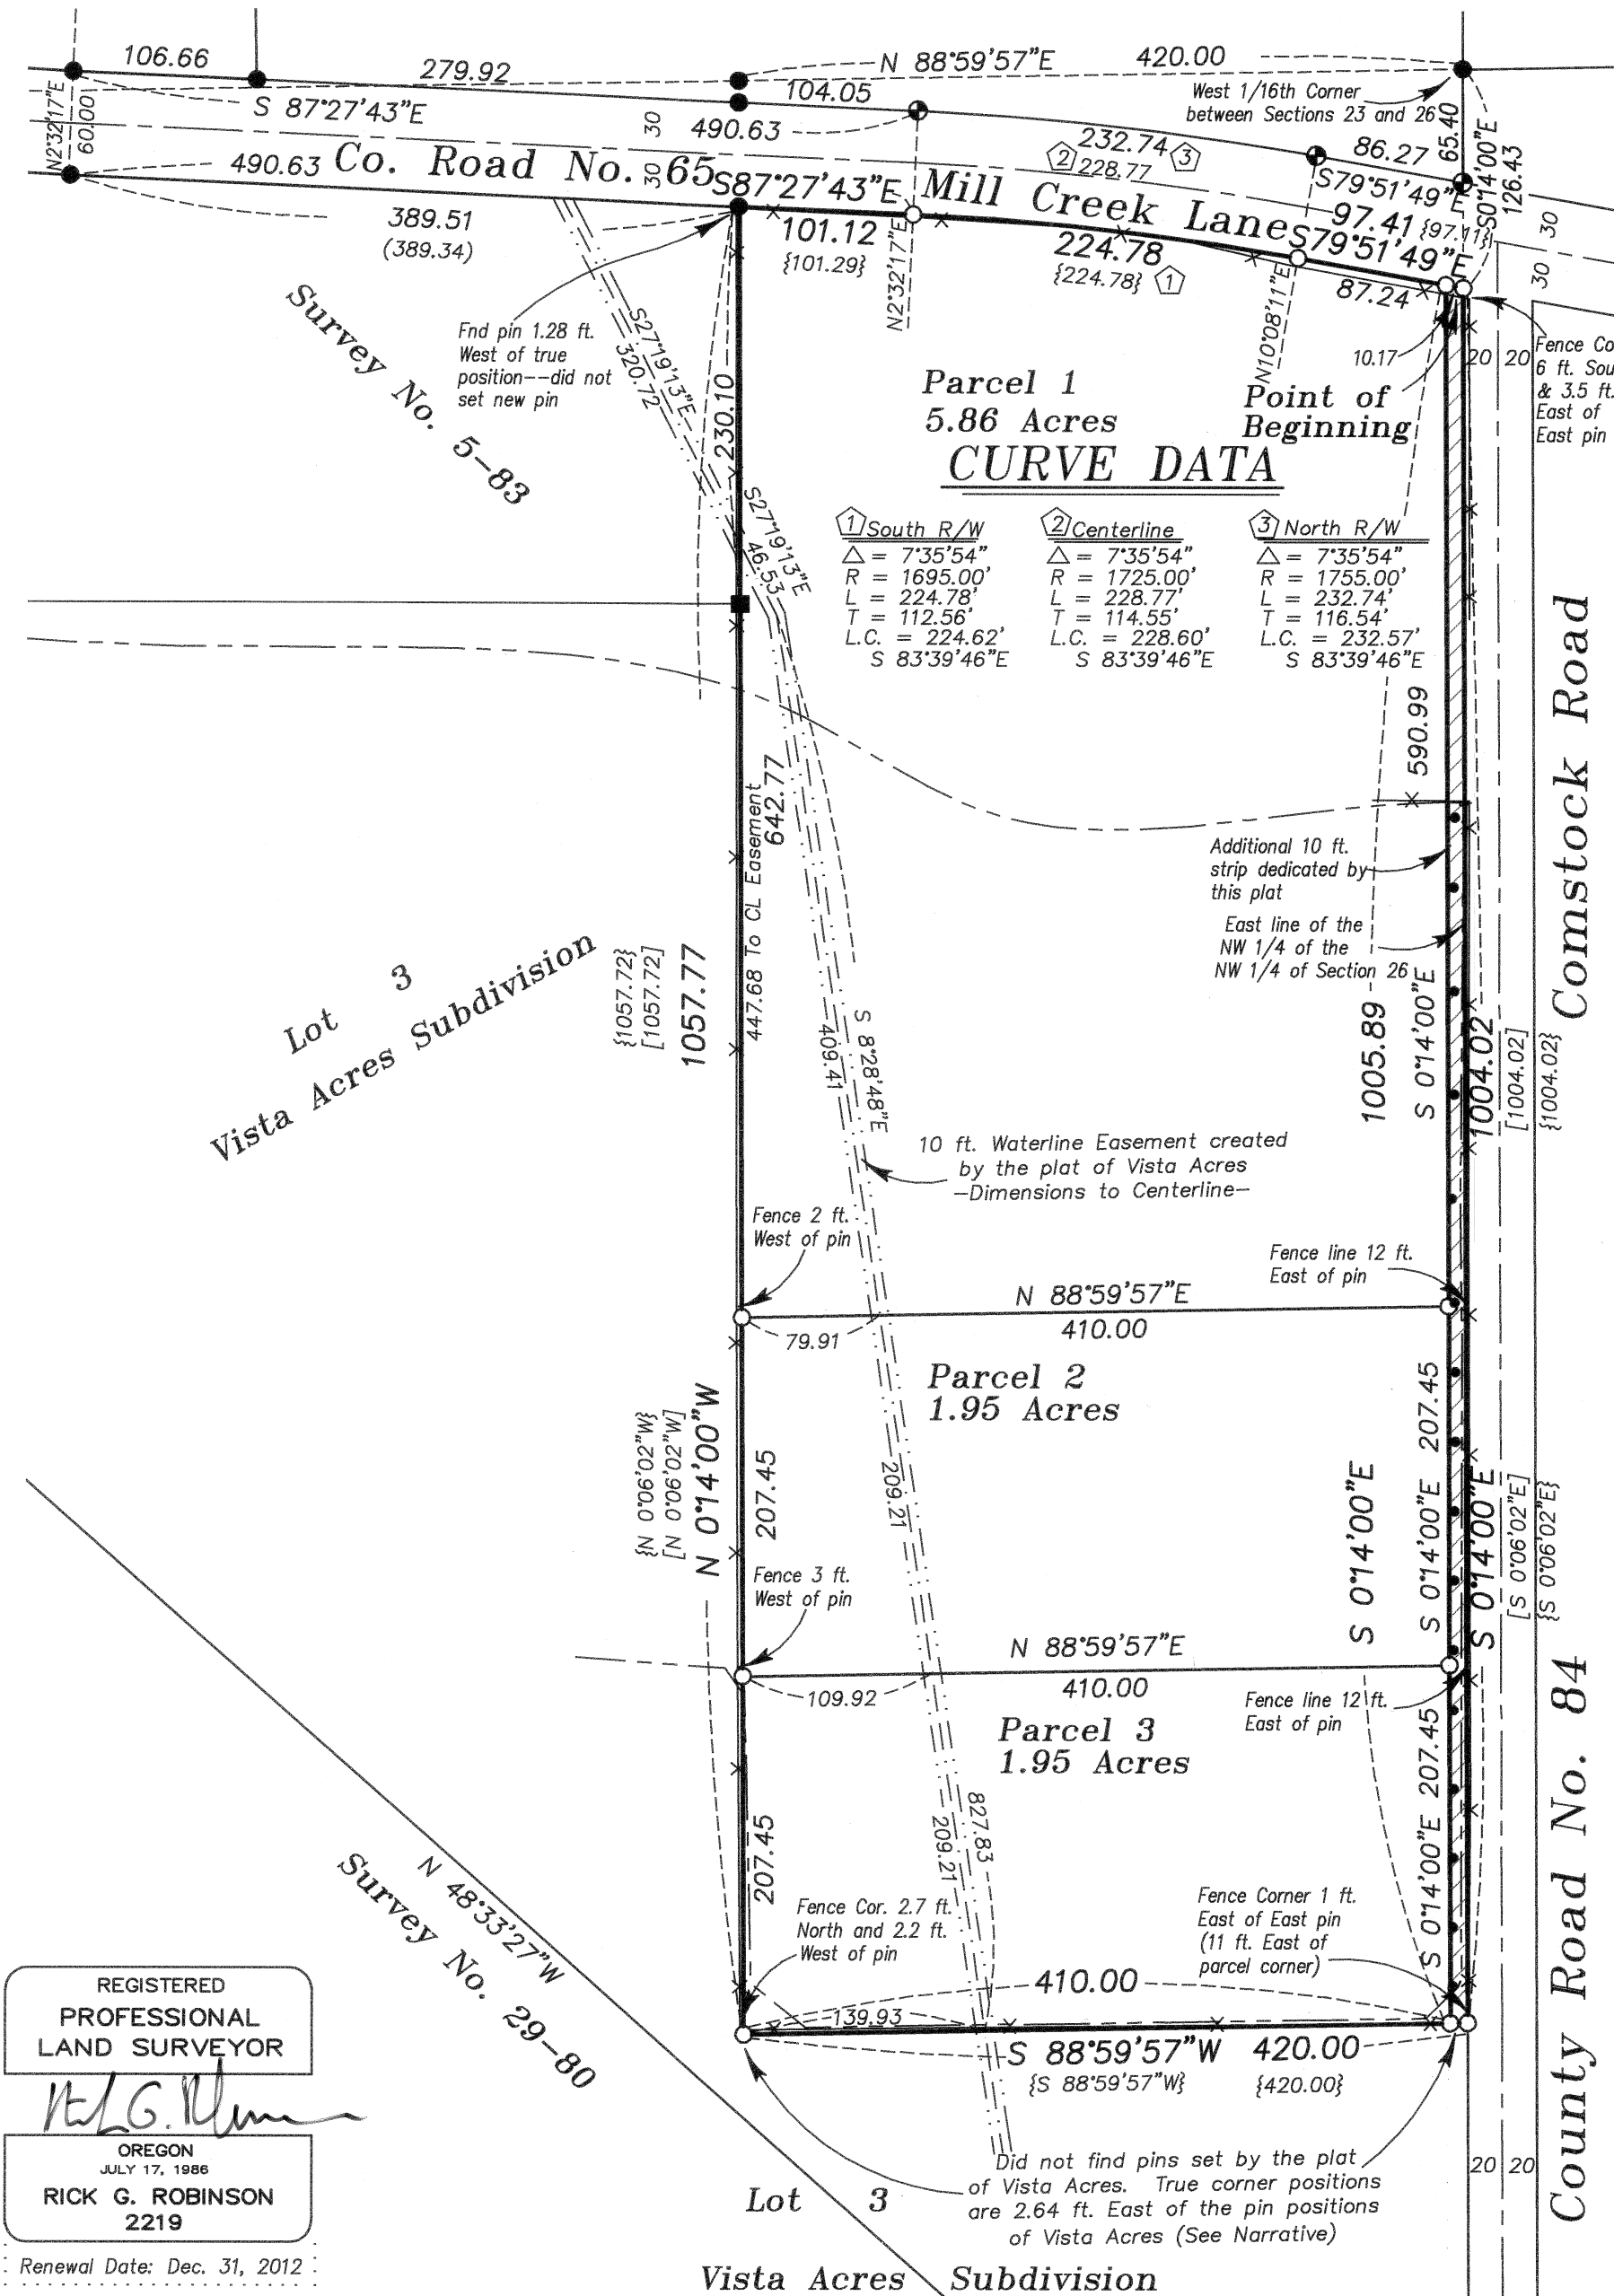 106.66
279.92
N 88°59'57"E
420.00
S 87°27'43"E
104.05
490.63
N2°32'17"E
60.00
30
30
West 1/16th Corner
between Sections 23 and 26
65.40
S0°14'00"E
126.43
232.74
2
3
228.77
86.27
S79°51'49"E
97.41
{97.11}
490.63
Co. Road No. 65
S87°27'43"E
Mill Creek Lane
S79°51'49"E
30
30
389.51
(389.34)
101.12
{101.29}
N2°32'17"E
224.78
{224.78}
1
N10°08'11"E
87.24
Survey No. 5-83
Fnd pin 1.28 ft.
West of true
position--did not
set new pin
S27°19'13"E
320.72
230.10
Parcel 1
5.86 Acres
10.17
Point of
Beginning
20
20
Fence Co
6 ft. Sou
& 3.5 ft.
East of
East pin
CURVE DATA
S27°19'13"E
46.53
1 South R/W
Δ = 7°35'54"
R = 1695.00'
L = 224.78'
T = 112.56'
L.C. = 224.62'
S 83°39'46"E
2 Centerline
Δ = 7°35'54"
R = 1725.00'
L = 228.77'
T = 114.55'
L.C. = 228.60'
S 83°39'46"E
3 North R/W
Δ = 7°35'54"
R = 1755.00'
L = 232.74'
T = 116.54'
L.C. = 232.57'
S 83°39'46"E
590.99
Comstock Road
642.77
447.68 To CL Easement
Additional 10 ft.
strip dedicated by
this plat
East line of the
NW 1/4 of the
NW 1/4 of Section 26
Lot 3
Vista Acres Subdivision
{1057.72}
[1057.72]
1057.77
409.41
S 8°28'48"E
1005.89
S 0°14'00"E
1004.02
[1004.02]
{1004.02}
10 ft. Waterline Easement created
by the plat of Vista Acres
-Dimensions to Centerline-
Fence 2 ft.
West of pin
Fence line 12 ft.
East of pin
N 88°59'57"E
410.00
79.91
Parcel 2
1.95 Acres
{N 0°06'02"W}
[N 0°06'02"W]
N 0°14'00"W
207.45
209.21
S 0°14'00"E
S 0°14'00"E 207.45
S 0°14'00"E
[S 0°06'02"E]
{S 0°06'02"E}
Fence 3 ft.
West of pin
N 88°59'57"E
410.00
109.92
Fence line 12 ft.
East of pin
Parcel 3
1.95 Acres
207.45
209.21
827.83
S 0°14'00"E 207.45
County Road No. 84
N 48°33'27"W
Survey No. 29-80
Fence Cor. 2.7 ft.
North and 2.2 ft.
West of pin
Fence Corner 1 ft.
East of East pin
(11 ft. East of
parcel corner)
410.00
139.93
S 88°59'57"W 420.00
{S 88°59'57"W} {420.00}
REGISTERED
PROFESSIONAL
LAND SURVEYOR
OREGON
JULY 17, 1986
RICK G. ROBINSON
2219
Renewal Date: Dec. 31, 2012
Did not find pins set by the plat
of Vista Acres. True corner positions
are 2.64 ft. East of the pin positions
of Vista Acres (See Narrative)
20
20
Lot 3
Vista Acres Subdivision